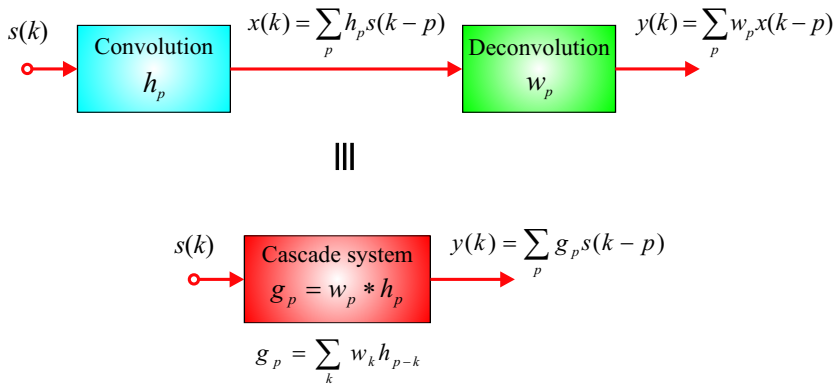 s(k)
Convolution
h_p
x(k) = ∑_p h_p s(k − p)
Deconvolution
w_p
y(k) = ∑_p w_p x(k − p)
s(k)
Cascade system
g_p = w_p * h_p
y(k) = ∑_p g_p s(k − p)
g_p = ∑_k w_k h_{p−k}